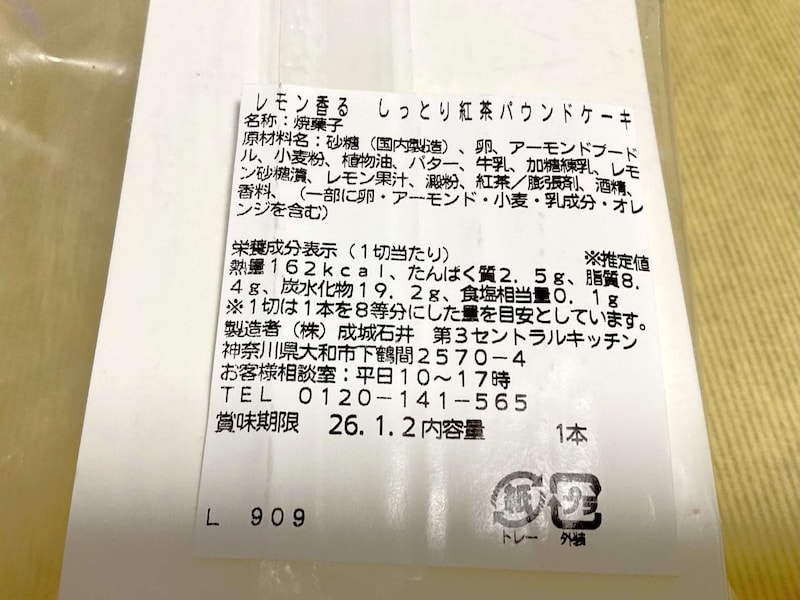 レモン香る しっとり紅茶パウンドケーキ
名称：焼菓子
原材料名：砂糖（国内製造）、卵、アーモンドプード
ル、小麦粉、植物油、バター、牛乳、加糖練乳、レモ
ン砂糖漬、レモン果汁、澱粉、紅茶／膨張剤、酒精、
香料、（一部に卵・アーモンド・小麦・乳成分・オレ
ンジを含む）
栄養成分表示（１切当たり） ※推定値
熱量１６２ｋｃａｌ、たんぱく質２．５ｇ、脂質８．
４ｇ、炭水化物１９．２ｇ、食塩相当量０．１ｇ
※１切は１本を８等分にした量を目安としています。
製造者（株）成城石井 第３セントラルキッチン
神奈川県大和市下鶴間２５７０－４
お客様相談室：平日１０～１７時
ＴＥＬ ０１２０－１４１－５６５
賞味期限 26.1.2 内容量 1本
L 909
紙 プラ
トレー 外装